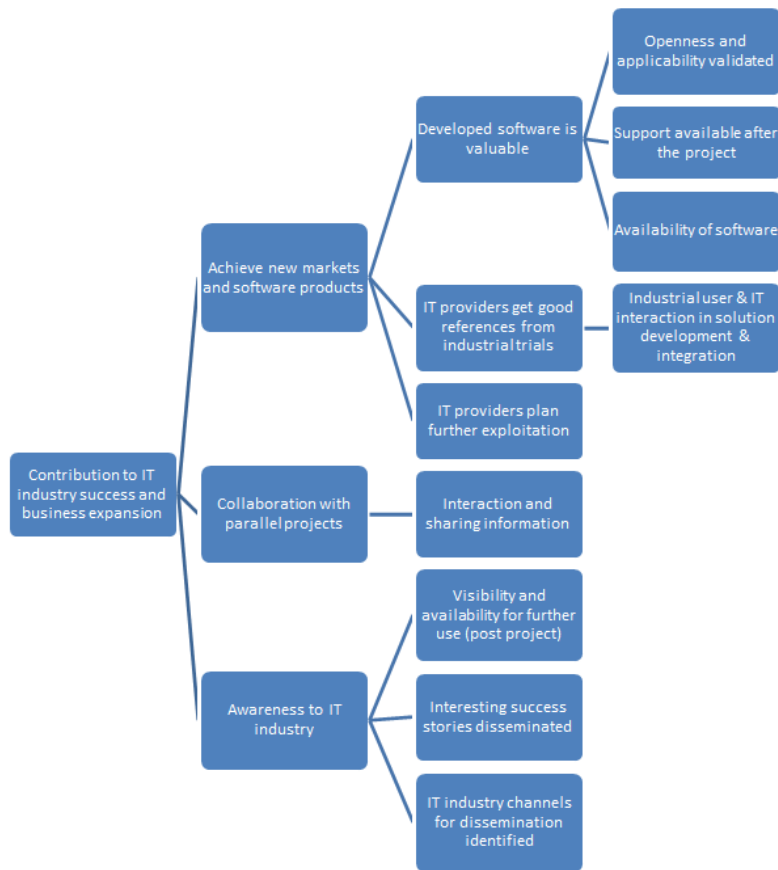 Openness and
applicability validated
Developed software is
valuable
Support available after
the project
Availability of software
Achieve new markets
and software products
IT providers get good
references from
industrial trials
Industrial user & IT
interaction in solution
development &
integration
IT providers plan
further exploitation
Contribution to IT
industry success and
business expansion
Collaboration with
parallel projects
Interaction and
sharing information
Visibility and
availability for further
use (post project)
Awareness to IT
industry
Interesting success
stories disseminated
IT industry channels
for dissemination
identified